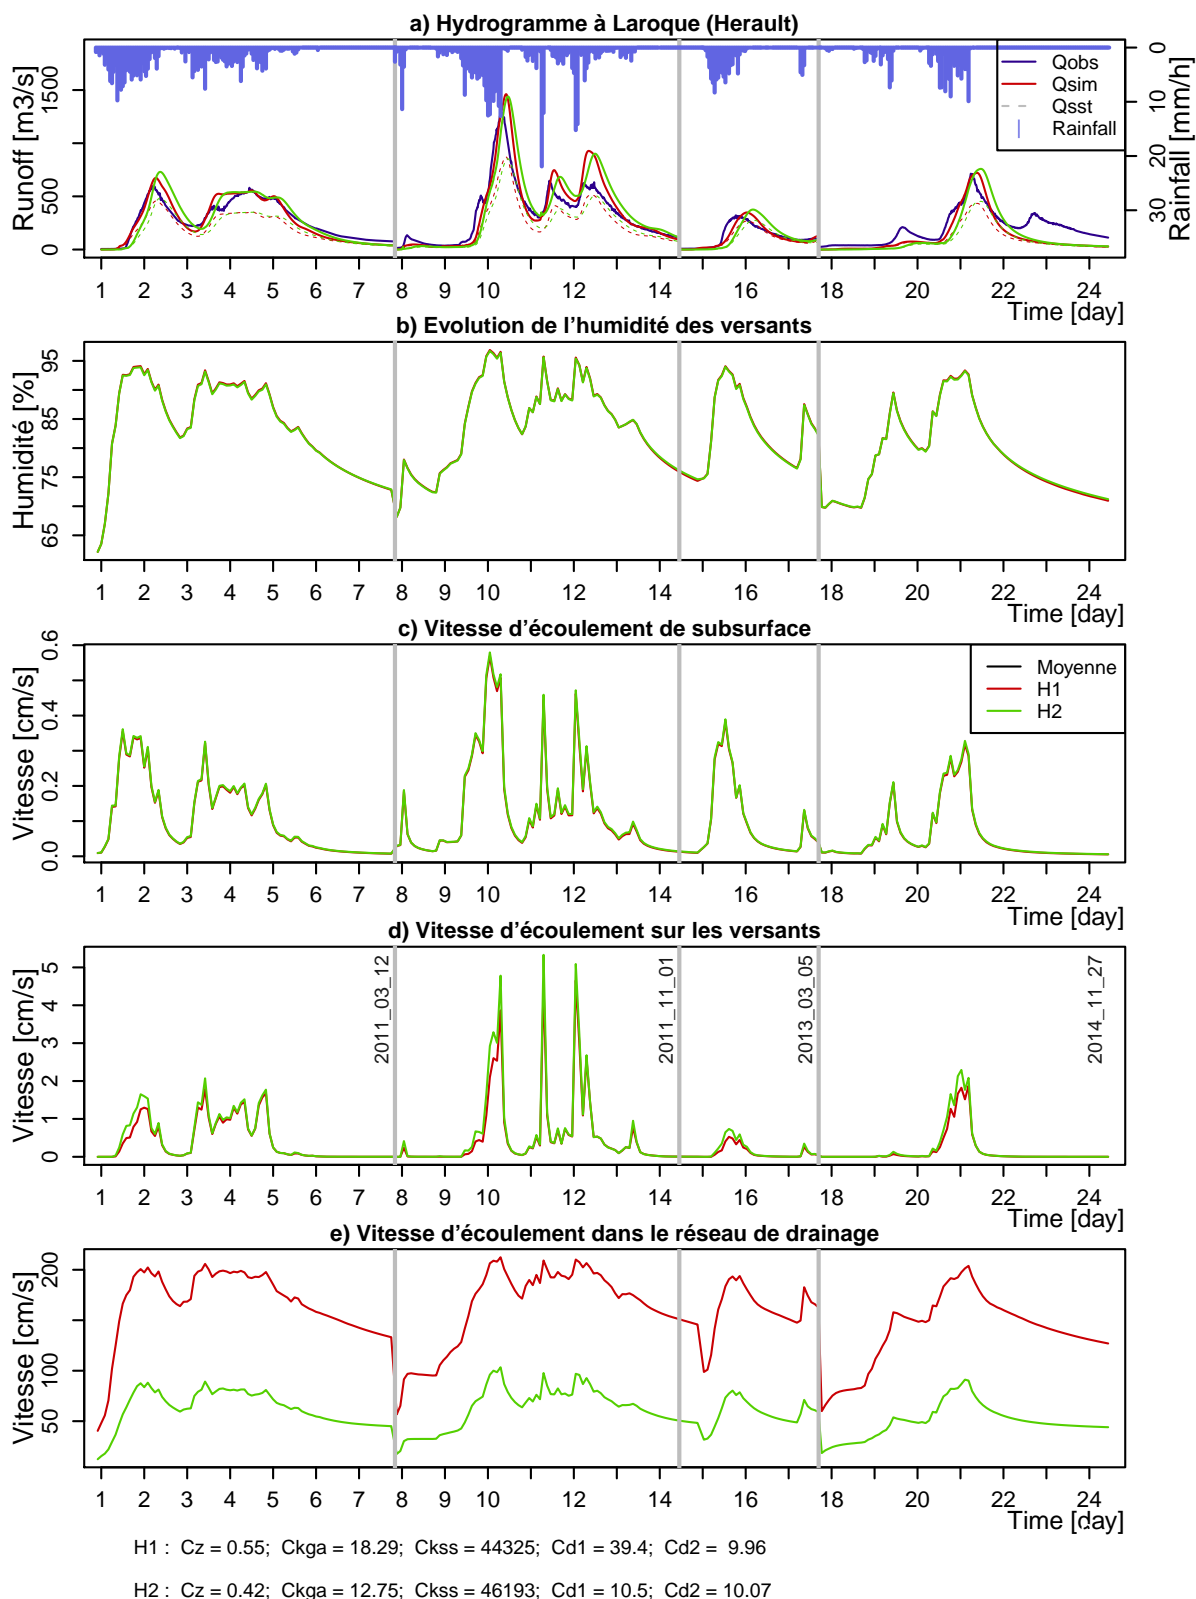 a) Hydrogramme à Laroque (Herault)
Runoff [m3/s]
0 500 1500
Rainfall [mm/h]
0 10 20 30
Qobs
Qsim
Qsst
Rainfall
1 2 3 4 5 6 7 8 10 12 14 16 18 20 22 24
Time [day]
b) Evolution de l'humidité des versants
Humidité [%]
65 75 85 95
1 2 3 4 5 6 7 8 10 12 14 16 18 20 22 24
Time [day]
c) Vitesse d'écoulement de subsurface
Vitesse [cm/s]
0.0 0.2 0.4 0.6
Moyenne
H1
H2
1 2 3 4 5 6 7 8 10 12 14 16 18 20 22 24
Time [day]
d) Vitesse d'écoulement sur les versants
Vitesse [cm/s]
0 1 2 3 4 5
2011_03_12
2011_11_01
2013_03_05
2014_11_27
1 2 3 4 5 6 7 8 10 12 14 16 18 20 22 24
Time [day]
e) Vitesse d'écoulement dans le réseau de drainage
Vitesse [cm/s]
50 100 200
1 2 3 4 5 6 7 8 10 12 14 16 18 20 22 24
Time [day]
H1 : Cz = 0.55; Ckga = 18.29; Ckss = 44325; Cd1 = 39.4; Cd2 = 9.96
H2 : Cz = 0.42; Ckga = 12.75; Ckss = 46193; Cd1 = 10.5; Cd2 = 10.07